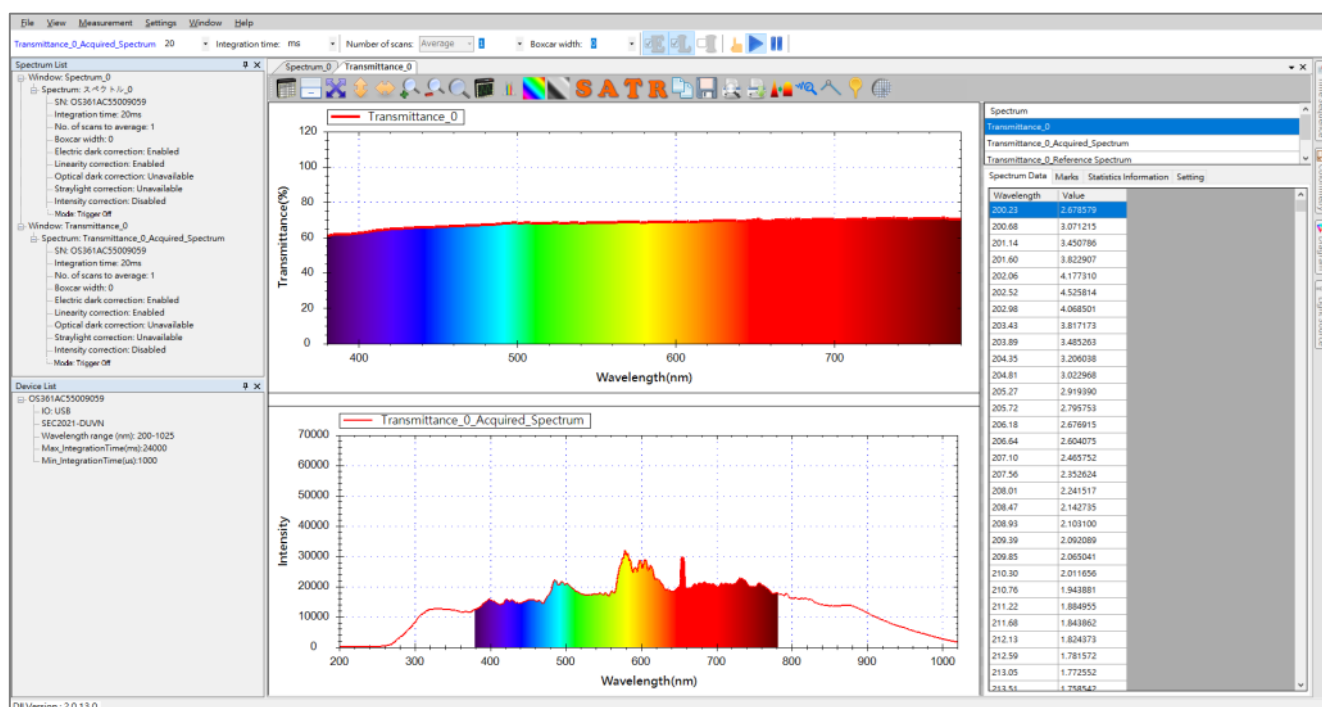 File View Measurement Settings Window Help
Transmittance_0_Acquired_Spectrum 20 Integration time: ms Number of scans: Average 1 Boxcar width: 0
Spectrum List
Window: Spectrum_0
Spectrum: スペクトル_0
SN: OS361AC55009059
Integration time: 20ms
No. of scans to average: 1
Boxcar width: 0
Electric dark correction: Enabled
Linearity correction: Enabled
Optical dark correction: Unavailable
Straylight correction: Unavailable
Intensity correction: Disabled
Mode: Trigger Off
Window: Transmittance_0
Spectrum: Transmittance_0_Acquired_Spectrum
SN: OS361AC55009059
Integration time: 20ms
No. of scans to average: 1
Boxcar width: 0
Electric dark correction: Enabled
Linearity correction: Enabled
Optical dark correction: Unavailable
Straylight correction: Unavailable
Intensity correction: Disabled
Mode: Trigger Off
Device List
OS361AC55009059
IO: USB
SEC2021-DUVN
Wavelength range (nm): 200-1025
Max_IntegrationTime(ms):24000
Min_IntegrationTime(us):1000
Spectrum_0 Transmittance_0
S A T R
Transmittance_0
Transmittance(%)
120
100
80
60
40
20
0
400 500 600 700
Wavelength(nm)
Transmittance_0_Acquired_Spectrum
Intensity
70000
60000
50000
40000
30000
20000
10000
0
200 300 400 500 600 700 800 900 1000
Wavelength(nm)
Spectrum
Transmittance_0
Transmittance_0_Acquired_Spectrum
Transmittance_0_Reference Spectrum
Spectrum Data Marks Statistics Information Setting
Wavelength Value
200.23 2.678579
200.68 3.071215
201.14 3.450786
201.60 3.822907
202.06 4.177310
202.52 4.525814
202.98 4.068501
203.43 3.817173
203.89 3.485263
204.35 3.206038
204.81 3.022968
205.27 2.919390
205.72 2.795753
206.18 2.676915
206.64 2.604075
207.10 2.465752
207.56 2.352624
208.01 2.241517
208.47 2.142735
208.93 2.103100
209.39 2.092089
209.85 2.065041
210.30 2.011656
210.76 1.943881
211.22 1.884955
211.68 1.843862
212.13 1.824373
212.59 1.781572
213.05 1.772552
213.51 1.758542
Dll Version : 2.0.13.0